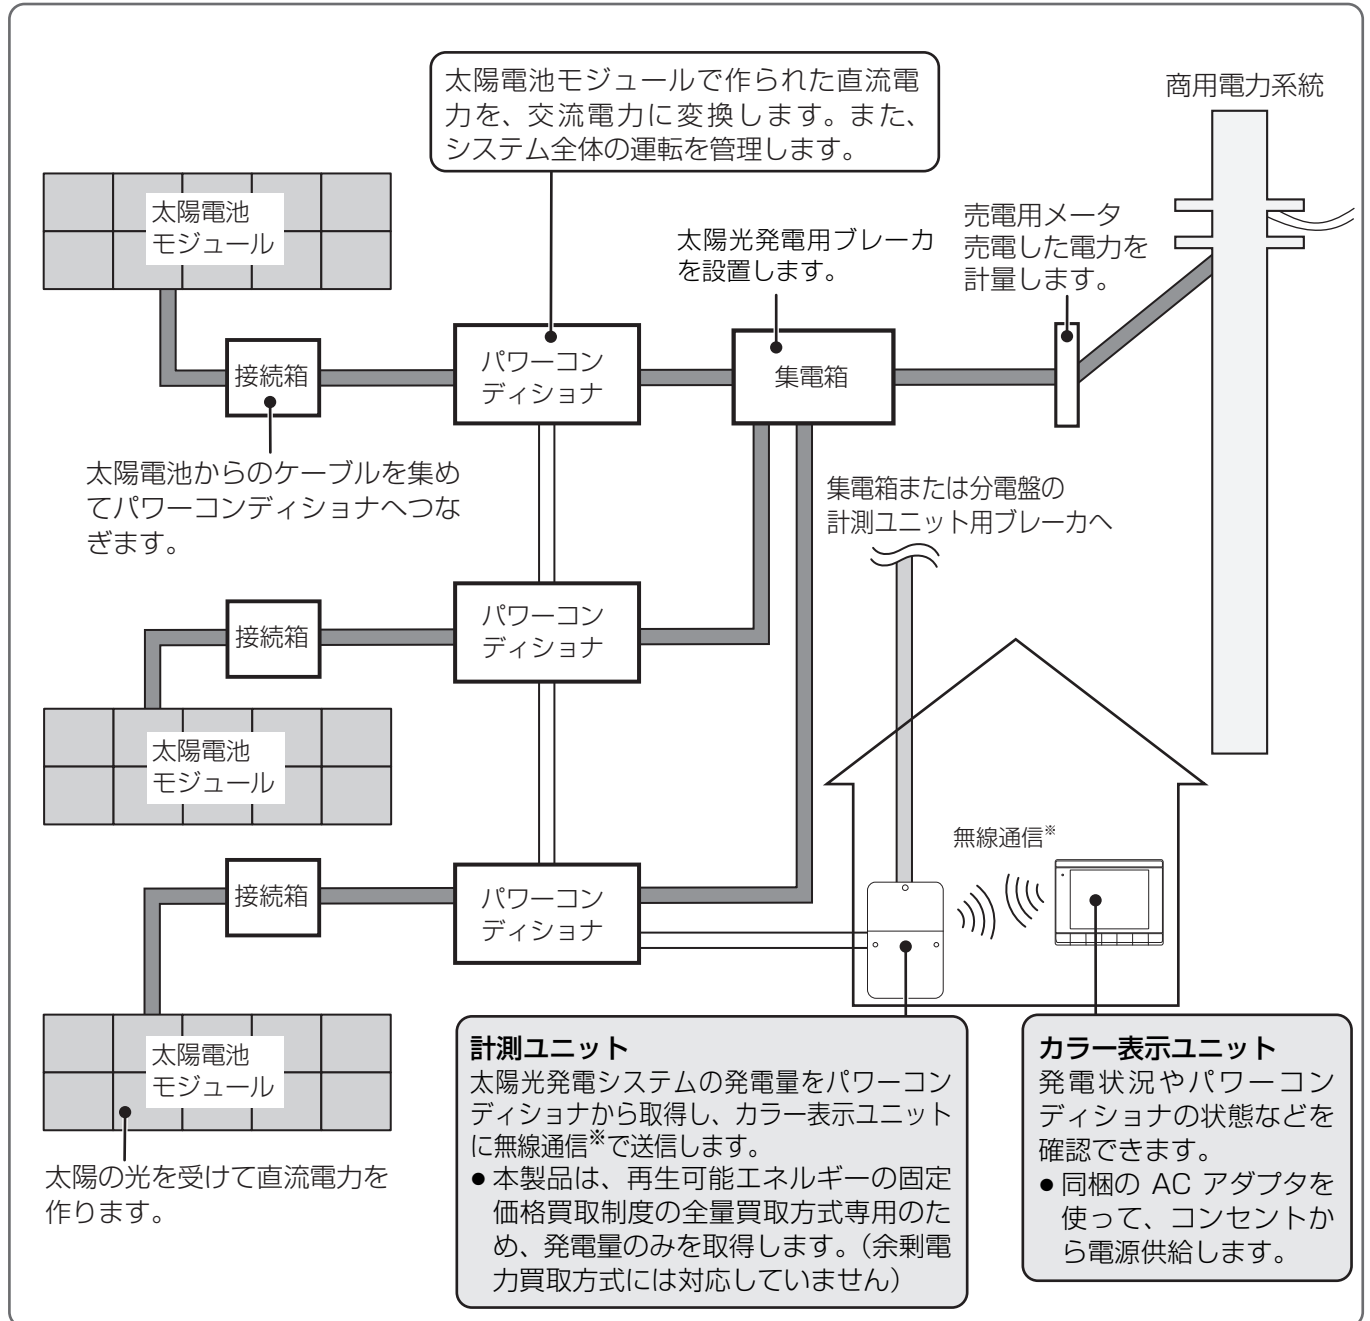 太陽電池モジュールで作られた直流電
力を、交流電力に変換します。また、
システム全体の運転を管理します。
商用電力系統
太陽電池
モジュール
太陽光発電用ブレーカ
を設置します。
売電用メータ
売電した電力を
計量します。
接続箱
パワーコン
ディショナ
集電箱
太陽電池からのケーブルを集め
てパワーコンディショナへつな
ぎます。
集電箱または分電盤の
計測ユニット用ブレーカへ
接続箱
パワーコン
ディショナ
太陽電池
モジュール
無線通信※
接続箱
パワーコン
ディショナ
太陽電池
モジュール
太陽の光を受けて直流電力を
作ります。
計測ユニット
太陽光発電システムの発電量をパワーコン
ディショナから取得し、カラー表示ユニット
に無線通信※で送信します。
● 本製品は、再生可能エネルギーの固定
価格買取制度の全量買取方式専用のた
め、発電量のみを取得します。（余剰電
力買取方式には対応していません）
カラー表示ユニット
発電状況やパワーコン
ディショナの状態などを
確認できます。
● 同梱の AC アダプタを
使って、コンセントか
ら電源供給します。